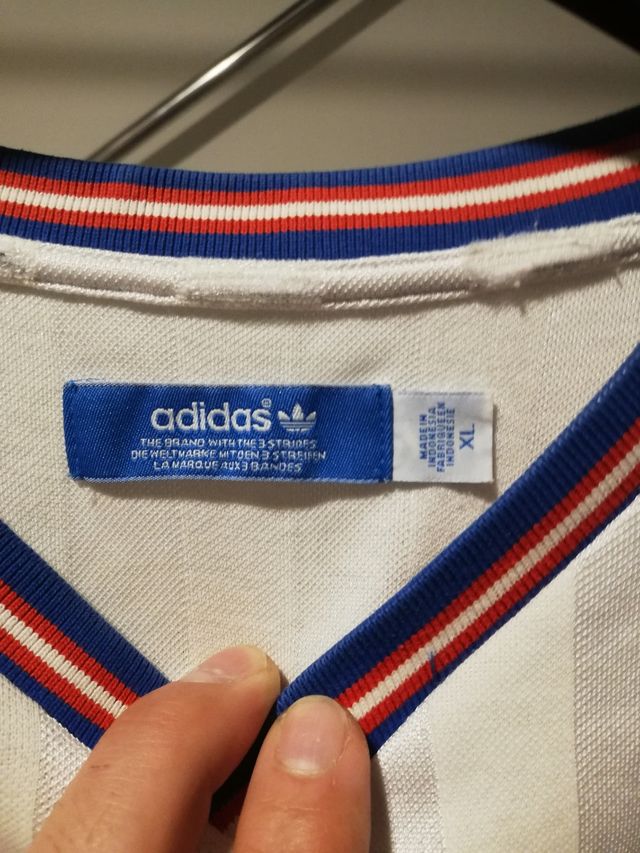 adidas®
THE BRAND WITH THE 3 STRIPES
DIE WELTMARKE MIT DEN 3 STREIFEN
LA MARQUE AUX 3 BANDES
MADE IN
INDONESIA
FABRIQUE EN
INDONESIE
XL